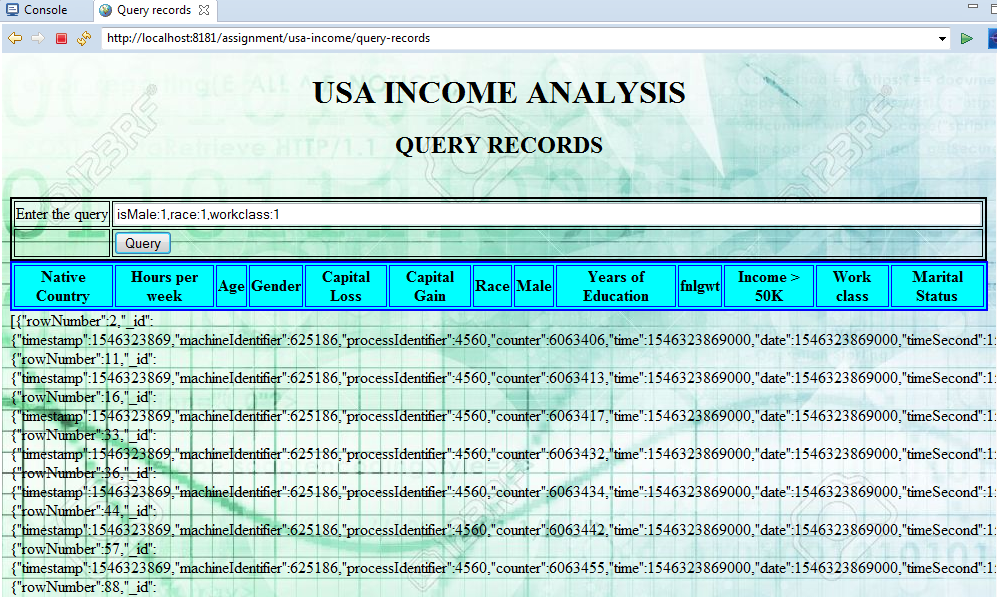 Console
Query records
http://localhost:8181/assignment/usa-income/query-records
USA INCOME ANALYSIS
QUERY RECORDS
Enter the query isMale:1,race:1,workclass:1
Query
Native Country Hours per week Age Gender Capital Loss Capital Gain Race Male Years of Education fnlgwt Income > 50K Work class Marital Status
[{"rowNumber":2,"_id":
{"timestamp":1546323869,"machineIdentifier":625186,"processIdentifier":4560,"counter":6063406,"time":1546323869000,"date":1546323869000,"timeSecond":1
{"rowNumber":11,"_id":
{"timestamp":1546323869,"machineIdentifier":625186,"processIdentifier":4560,"counter":6063413,"time":1546323869000,"date":1546323869000,"timeSecond":1
{"rowNumber":16,"_id":
{"timestamp":1546323869,"machineIdentifier":625186,"processIdentifier":4560,"counter":6063417,"time":1546323869000,"date":1546323869000,"timeSecond":1
{"rowNumber":33,"_id":
{"timestamp":1546323869,"machineIdentifier":625186,"processIdentifier":4560,"counter":6063432,"time":1546323869000,"date":1546323869000,"timeSecond":1
{"rowNumber":36,"_id":
{"timestamp":1546323869,"machineIdentifier":625186,"processIdentifier":4560,"counter":6063434,"time":1546323869000,"date":1546323869000,"timeSecond":1
{"rowNumber":44,"_id":
{"timestamp":1546323869,"machineIdentifier":625186,"processIdentifier":4560,"counter":6063442,"time":1546323869000,"date":1546323869000,"timeSecond":1
{"rowNumber":57,"_id":
{"timestamp":1546323869,"machineIdentifier":625186,"processIdentifier":4560,"counter":6063455,"time":1546323869000,"date":1546323869000,"timeSecond":1
{"rowNumber":88,"_id":